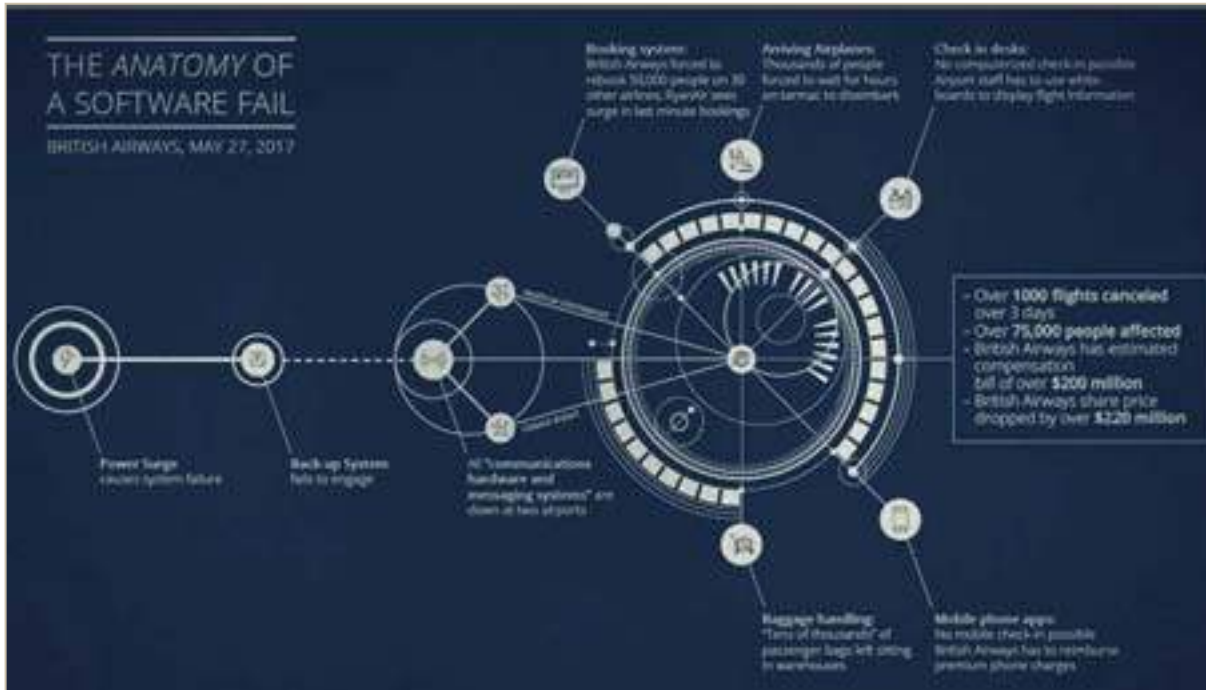 THE ANATOMY OF
A SOFTWARE FAIL
BRITISH AIRWAYS, MAY 27, 2017
Booking system:
British Airways forced to
rebook 50,000 people on 30
other airlines, RyanAir sees
surge in last minute bookings
Arriving Airplanes:
Thousands of people
forced to wait for hours
on tarmac to disembark
Check in desks:
No computerized check-in possible
Airport staff has to use white
boards to display flight information
- Over 1000 flights canceled
over 3 days
- Over 75,000 people affected
- British Airways has estimated
compensation
bill of over $200 million
- British Airways share price
dropped by over $220 million
Power Surge
causes system failure
Back up System
fails to engage
All "communications
hardware and
messaging systems" are
down at two airports
Baggage handling:
"Tens of thousands" of
passenger bags left sitting
in warehouses
Mobile phone apps:
No mobile check-in possible
British Airways has to reimburse
premium phone charges